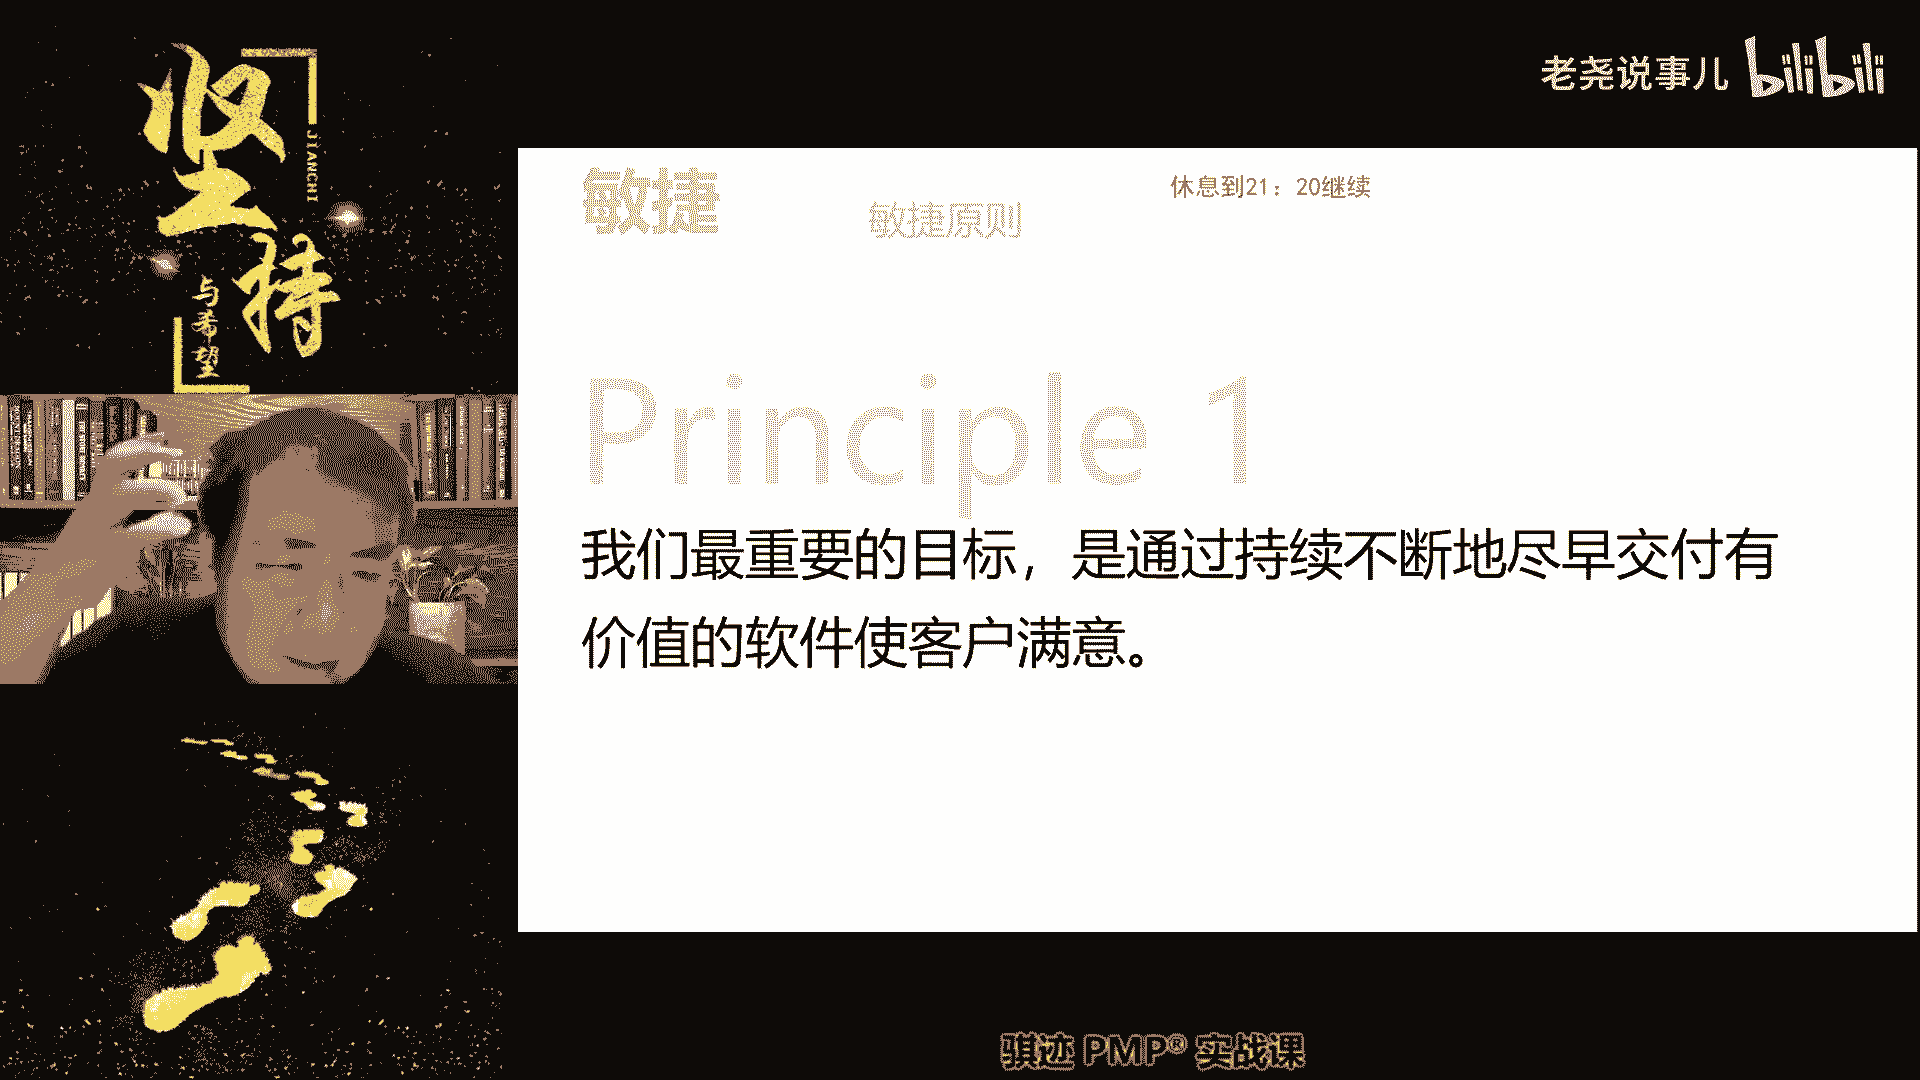 坚持
JIANCHI
与希望
老尧说事儿 bilibili
敏捷
敏捷原则
休息到21：20继续
Principle 1
我们最重要的目标，是通过持续不断地尽早交付有
价值的软件使客户满意。
骐迹 PMP® 实战课